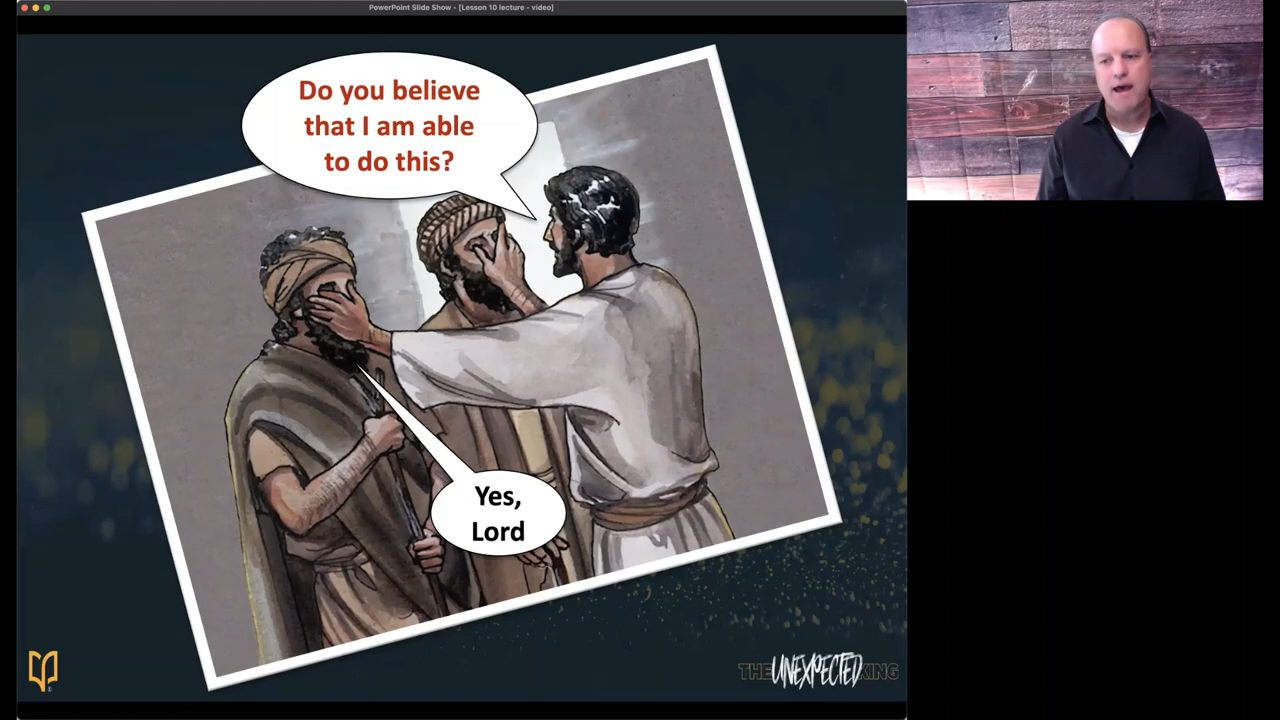 PowerPoint Slide Show - [Lesson 10 lecture - video]
Do you believe
that I am able
to do this?
Yes,
Lord
THE UNEXPECTED KING